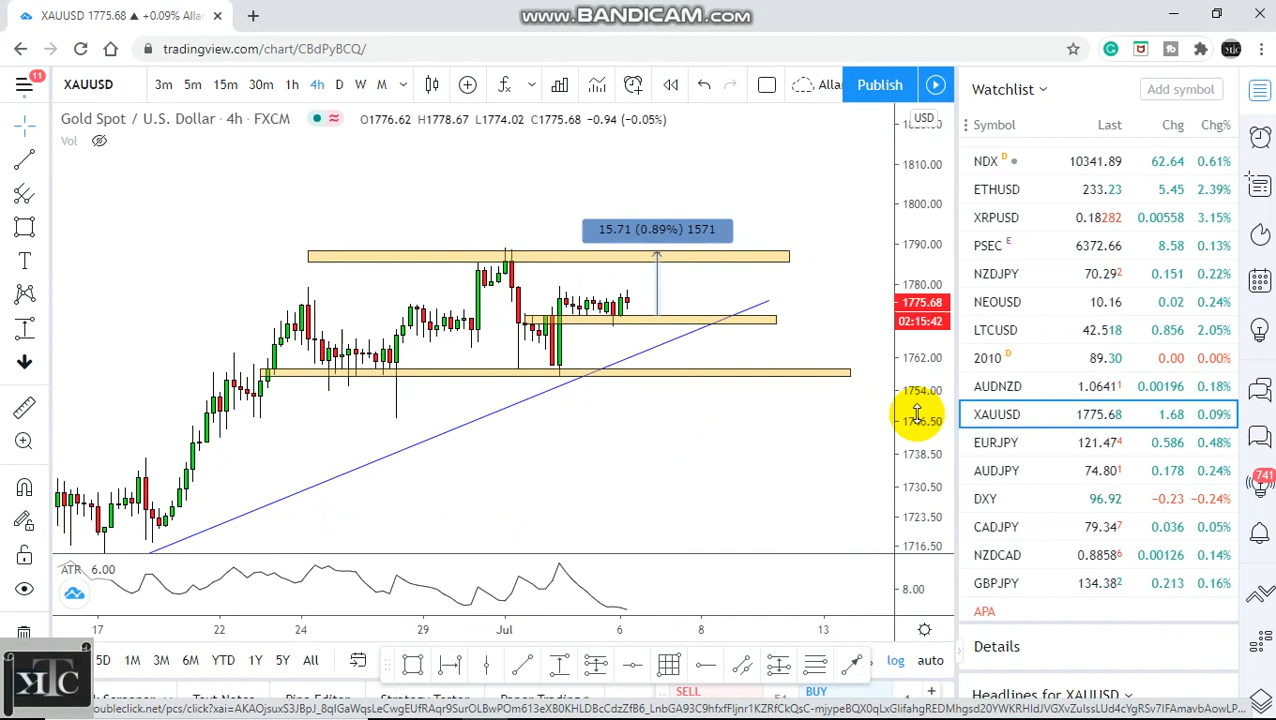 XAUUSD 1775.68 ▲ +0.09% Allan
www.BANDICAM.com
tradingview.com/chart/CBdPyBCQ/
11
XAUUSD 3m 5m 15m 30m 1h 4h D W M Alla Publish
Watchlist Add symbol
Gold Spot / U.S. Dollar · 4h · FXCM O1776.62 H1778.67 L1774.02 C1775.68 −0.94 (−0.05%) USD
Vol
Symbol Last Chg Chg%
NDX D 10341.89 62.64 0.61%
ETHUSD 233.23 5.45 2.39%
XRPUSD 0.18282 0.00558 3.15%
PSEC E 6372.66 8.58 0.13%
NZDJPY 70.292 0.151 0.22%
NEOUSD 10.16 0.02 0.24%
LTCUSD 42.518 0.856 2.05%
2010 D 89.30 0.00 0.00%
AUDNZD 1.06411 0.00196 0.18%
XAUUSD 1775.68 1.68 0.09%
EURJPY 121.474 0.586 0.48%
AUDJPY 74.801 0.178 0.24%
DXY 96.92 −0.23 −0.24%
CADJPY 79.347 0.036 0.05%
NZDCAD 0.88586 0.00126 0.14%
GBPJPY 134.382 0.213 0.16%
APA
741
Details
Headlines for XAUUSD
15.71 (0.89%) 1571
1810.00
1800.00
1790.00
1780.00
1775.68
02:15:42
1762.00
1754.00
1738.50
1730.50
1723.50
1716.50
ATR 6.00
8.00
17 22 24 29 Jul 6 8 13
5D 1M 3M 6M YTD 1Y 5Y All
log auto
KTC
SELL BUY